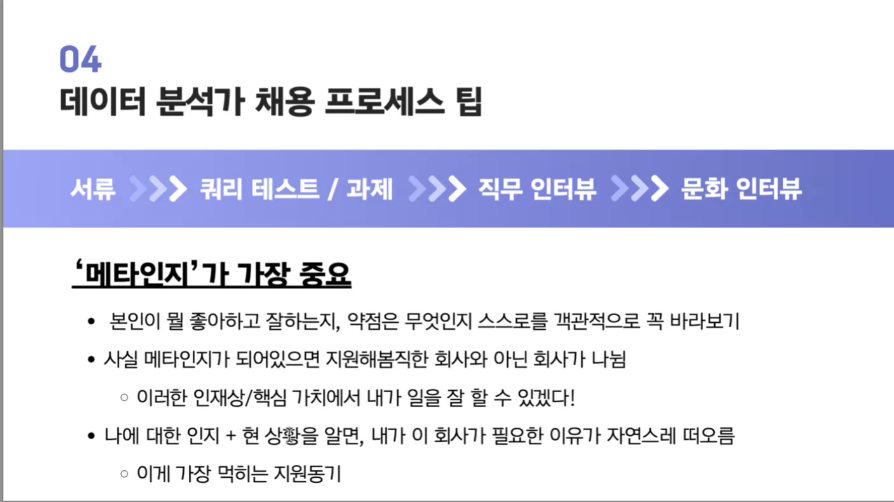 04
데이터 분석가 채용 프로세스 팁
서류 쿼리 테스트 / 과제 직무 인터뷰 문화 인터뷰
‘메타인지’가 가장 중요
본인이 뭘 좋아하고 잘하는지, 약점은 무엇인지 스스로를 객관적으로 꼭 바라보기
사실 메타인지가 되어있으면 지원해봄직한 회사와 아닌 회사가 나뉨
이러한 인재상/핵심 가치에서 내가 일을 잘 할 수 있겠다!
나에 대한 인지 + 현 상황을 알면, 내가 이 회사가 필요한 이유가 자연스레 떠오름
이게 가장 먹히는 지원동기